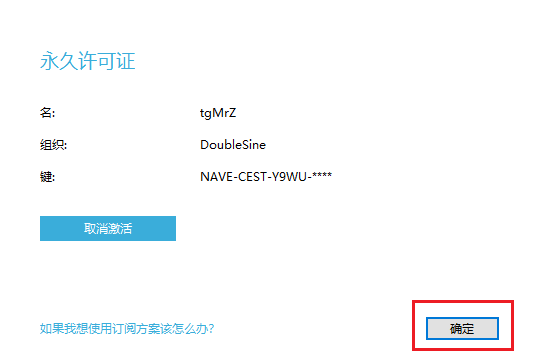 永久许可证
名: tgMrZ
组织: DoubleSine
键: NAVE-CEST-Y9WU-****
取消激活
如果我想使用订阅方案该怎么办?
确定